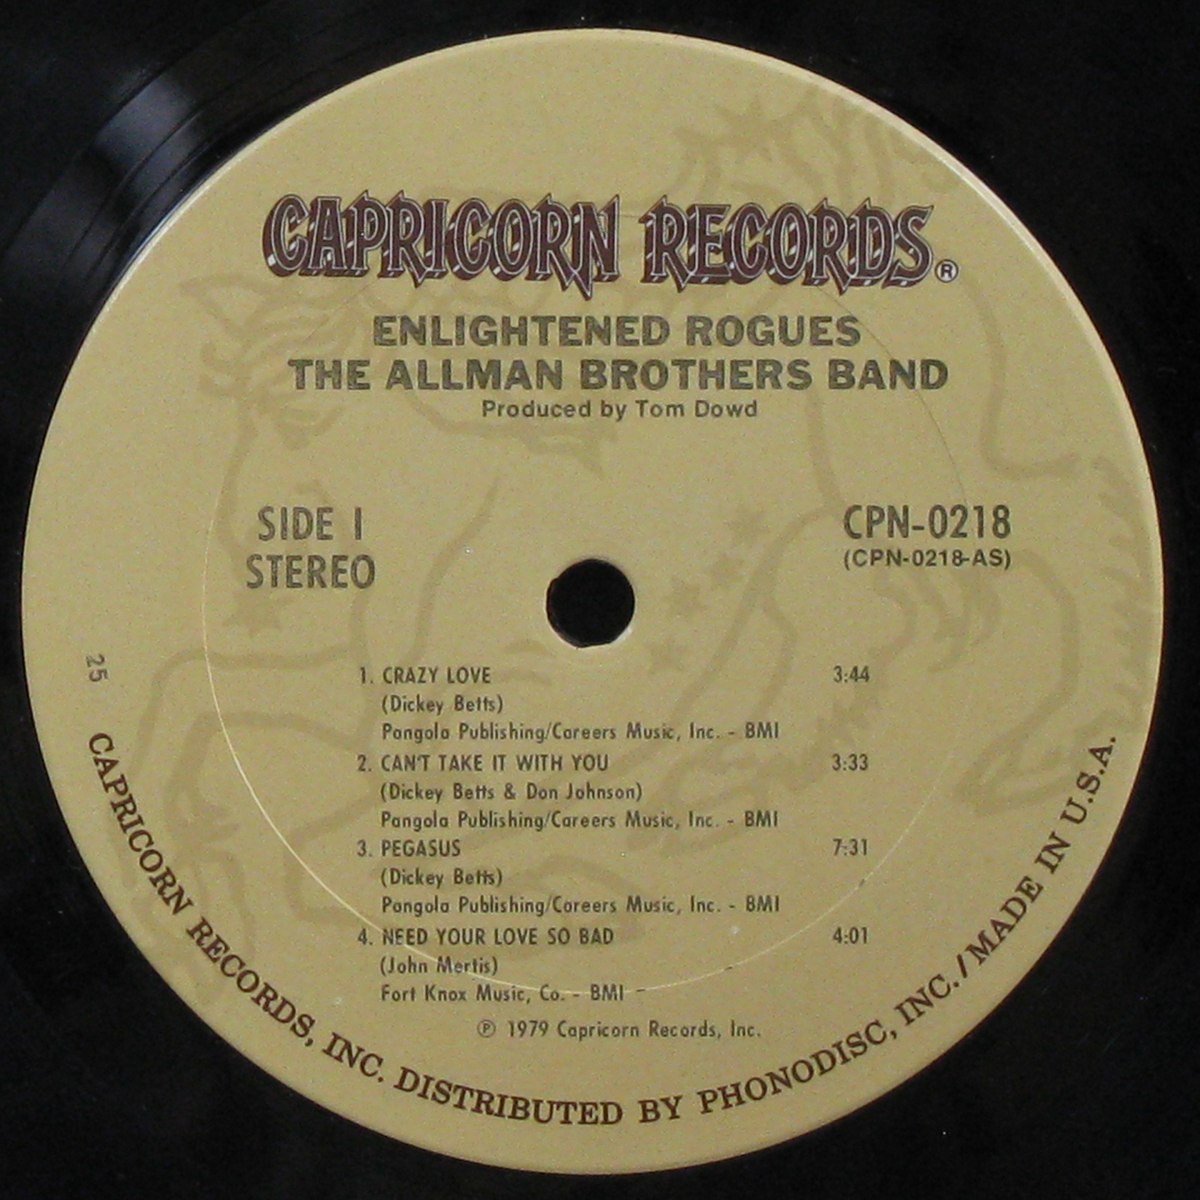 CAPRICORN RECORDS®
ENLIGHTENED ROGUES
THE ALLMAN BROTHERS BAND
Produced by Tom Dowd
SIDE 1
STEREO
CPN-0218
(CPN-0218-AS)
25
1. CRAZY LOVE 3:44
(Dickey Betts)
Pangola Publishing/Careers Music, Inc. - BMI
2. CAN'T TAKE IT WITH YOU 3:33
(Dickey Betts & Don Johnson)
Pangola Publishing/Careers Music, Inc. - BMI
3. PEGASUS 7:31
(Dickey Betts)
Pangola Publishing/Careers Music, Inc. - BMI
4. NEED YOUR LOVE SO BAD 4:01
(John Mertis)
Fort Knox Music, Co. - BMI
℗ 1979 Capricorn Records, Inc.
CAPRICORN RECORDS, INC. DISTRIBUTED BY PHONODISC, INC. / MADE IN U.S.A.